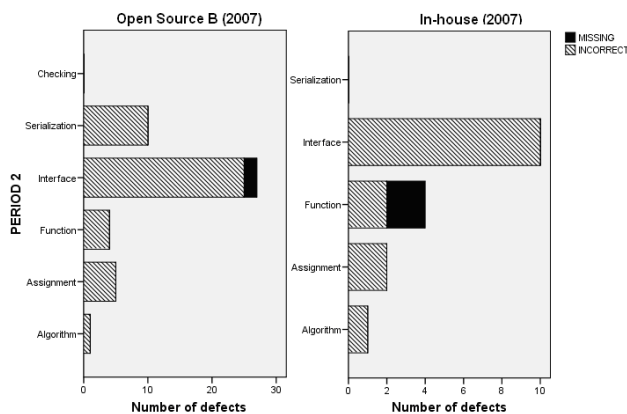 Open Source B (2007)
In-house (2007)
MISSING
INCORRECT
PERIOD 2
Checking
Serialization
Interface
Function
Assignment
Algorithm
0 10 20 30
Number of defects
Serialization
Interface
Function
Assignment
Algorithm
0 2 4 6 8 10
Number of defects